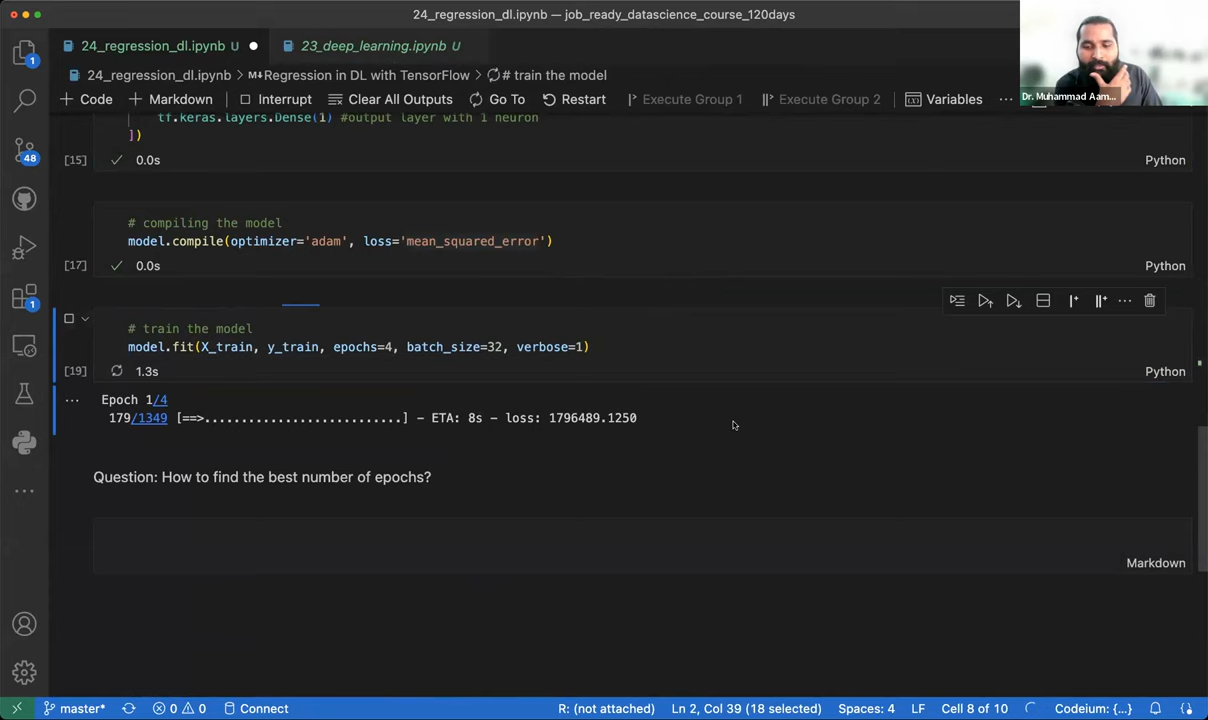 24_regression_dl.ipynb — job_ready_datascience_course_120days
24_regression_dl.ipynb U
23_deep_learning.ipynb U
24_regression_dl.ipynb > M↓Regression in DL with TensorFlow > # train the model
+ Code + Markdown Interrupt Clear All Outputs Go To Restart Execute Group 1 Execute Group 2 Variables ...
Dr. Muhammad Aam...
tf.keras.layers.Dense(1) #output layer with 1 neuron
])
[15] ✓ 0.0s Python
# compiling the model
model.compile(optimizer='adam', loss='mean_squared_error')
[17] ✓ 0.0s Python
# train the model
model.fit(X_train, y_train, epochs=4, batch_size=32, verbose=1)
[19] 1.3s Python
... Epoch 1/4
179/1349 [==>..........................] - ETA: 8s - loss: 1796489.1250
Question: How to find the best number of epochs?
Markdown
1
48
1
master* 0 0 Connect R: (not attached) Ln 2, Col 39 (18 selected) Spaces: 4 LF Cell 8 of 10 Codeium: {...}